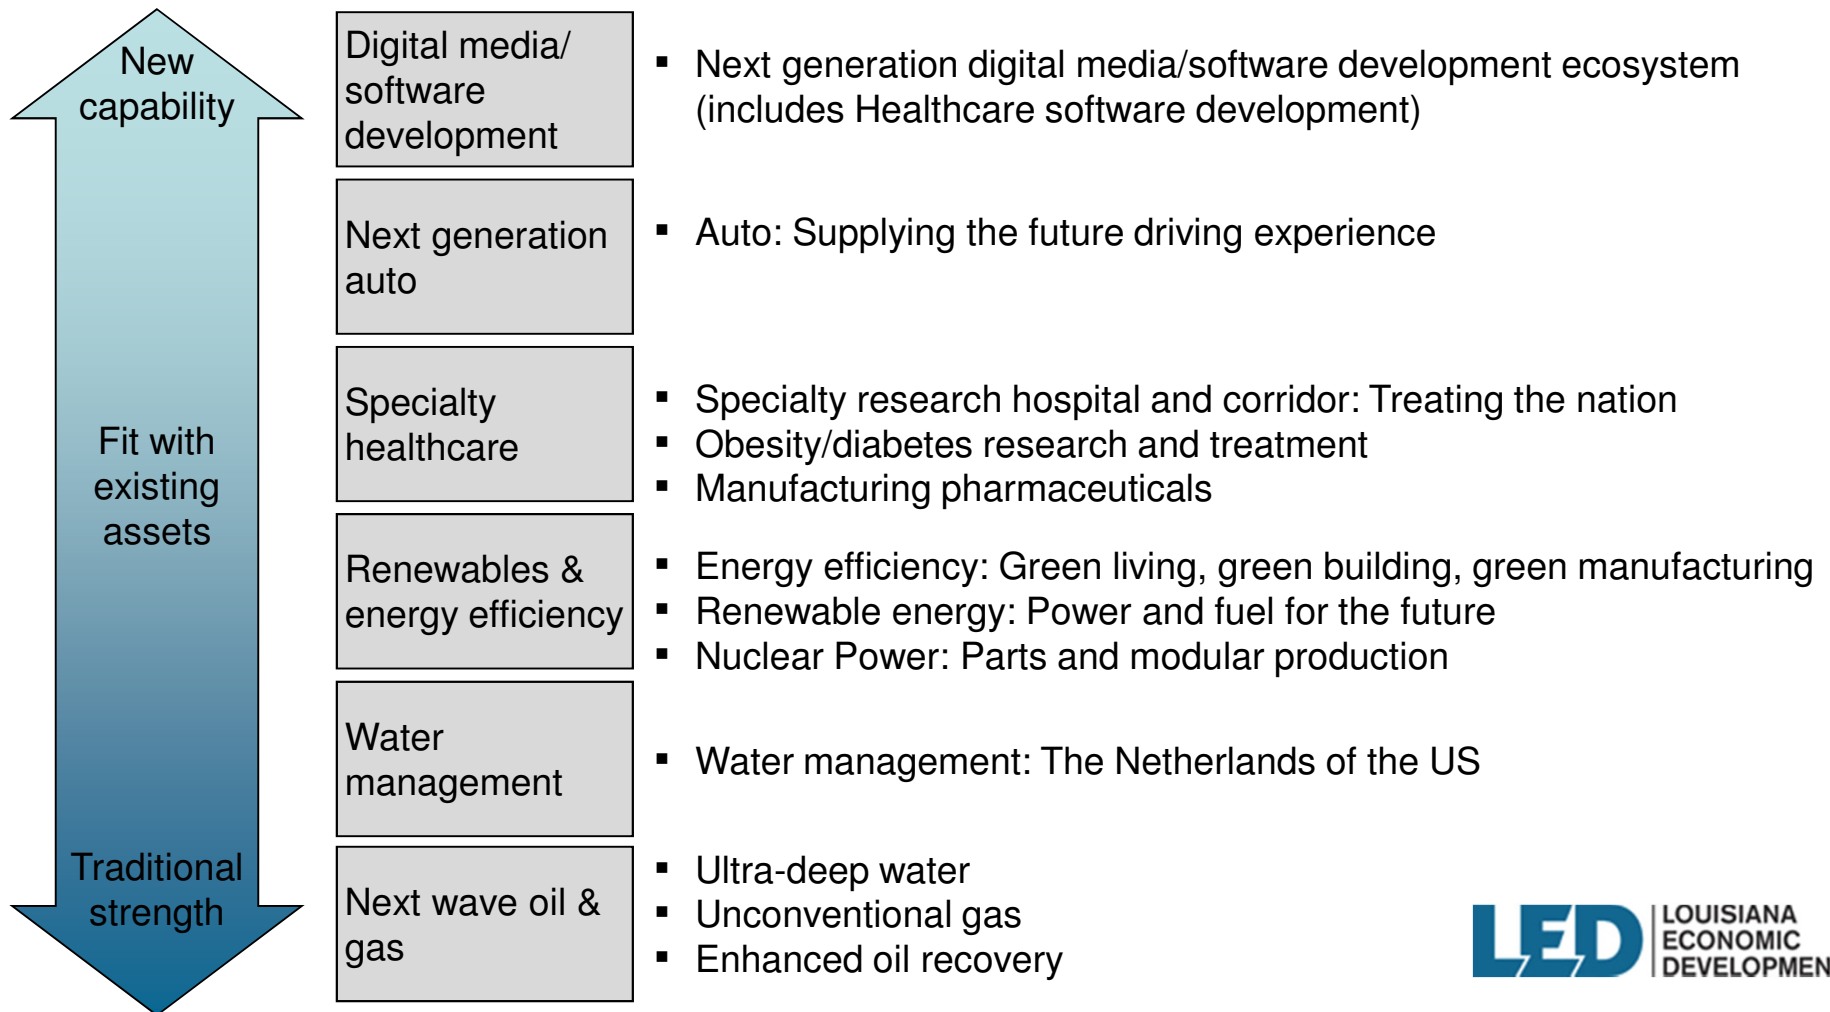 New
capability
Fit with
existing
assets
Traditional
strength
Digital media/
software
development
▪ Next generation digital media/software development ecosystem
(includes Healthcare software development)
Next generation
auto
▪ Auto: Supplying the future driving experience
Specialty
healthcare
▪ Specialty research hospital and corridor: Treating the nation
▪ Obesity/diabetes research and treatment
▪ Manufacturing pharmaceuticals
Renewables &
energy efficiency
▪ Energy efficiency: Green living, green building, green manufacturing
▪ Renewable energy: Power and fuel for the future
▪ Nuclear Power: Parts and modular production
Water
management
▪ Water management: The Netherlands of the US
Next wave oil &
gas
▪ Ultra-deep water
▪ Unconventional gas
▪ Enhanced oil recovery
LED
LOUISIANA
ECONOMIC
DEVELOPMEN